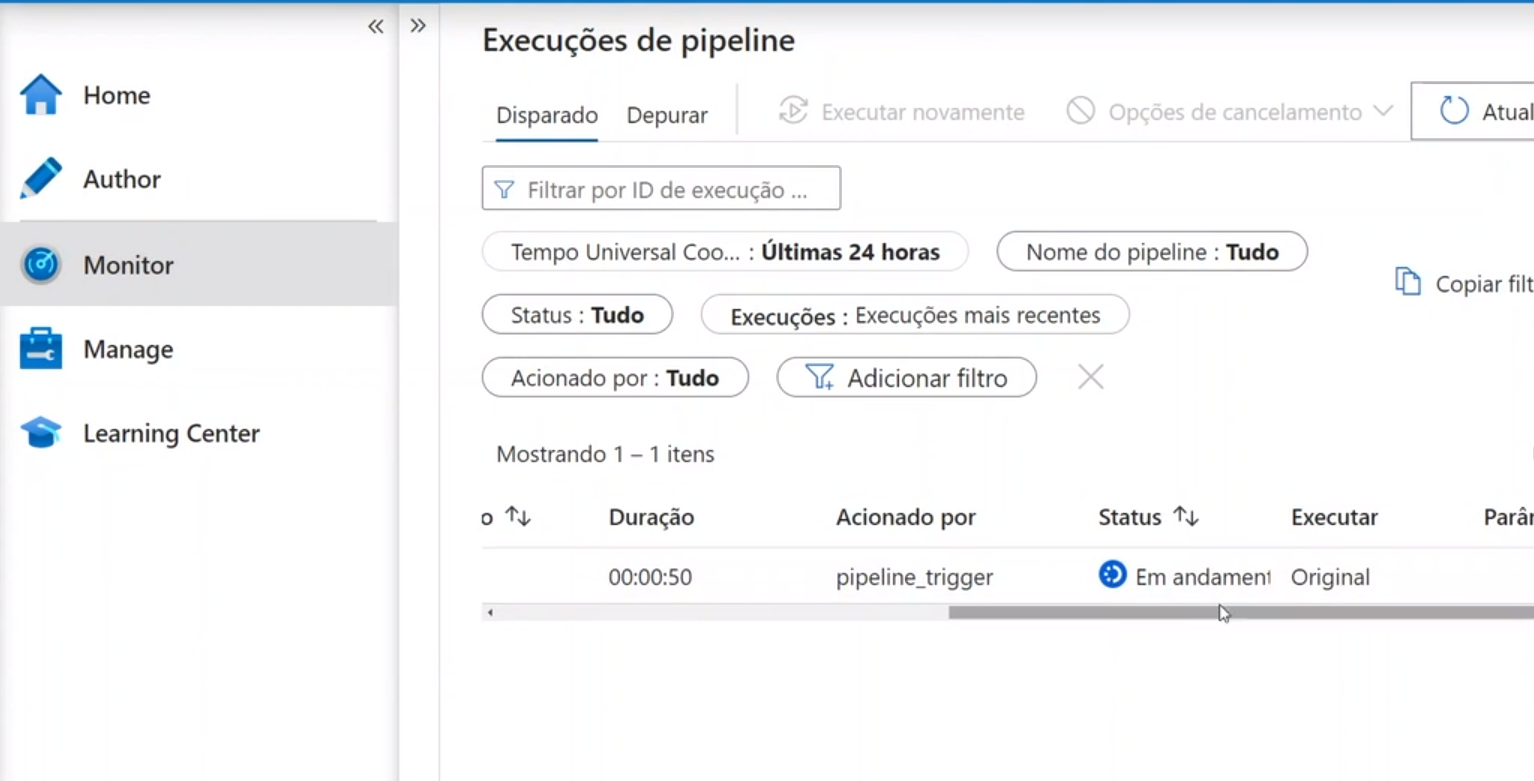 Home
Author
Monitor
Manage
Learning Center
Execuções de pipeline
Disparado Depurar Executar novamente Opções de cancelamento Atual
Filtrar por ID de execução ...
Tempo Universal Coo... : Últimas 24 horas Nome do pipeline : Tudo
Copiar filt
Status : Tudo Execuções : Execuções mais recentes
Acionado por : Tudo Adicionar filtro
Mostrando 1 – 1 itens
o Duração Acionado por Status Executar Parâr
00:00:50 pipeline_trigger Em andament Original